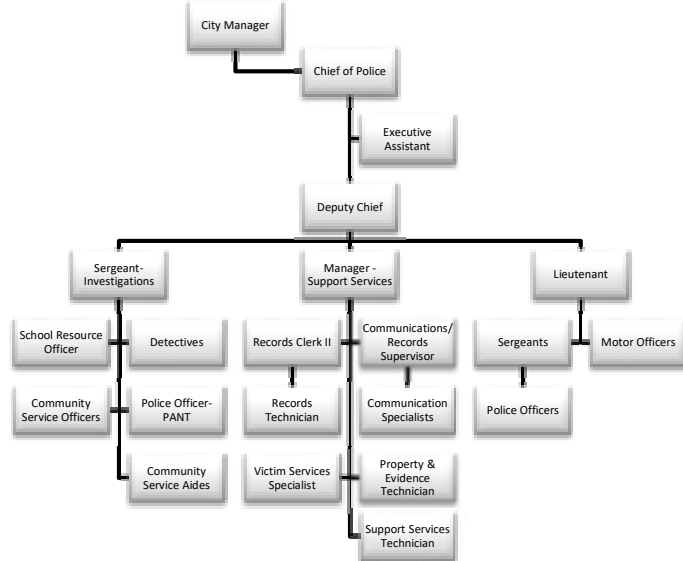 City Manager
Chief of Police
Executive
Assistant
Deputy Chief
Sergeant-
Investigations
Manager -
Support Services
Lieutenant
School Resource
Officer
Detectives
Records Clerk II
Communications/
Records
Supervisor
Sergeants
Motor Officers
Community
Service Officers
Police Officer-
PANT
Records
Technician
Communication
Specialists
Police Officers
Community
Service Aides
Victim Services
Specialist
Property &
Evidence
Technician
Support Services
Technician